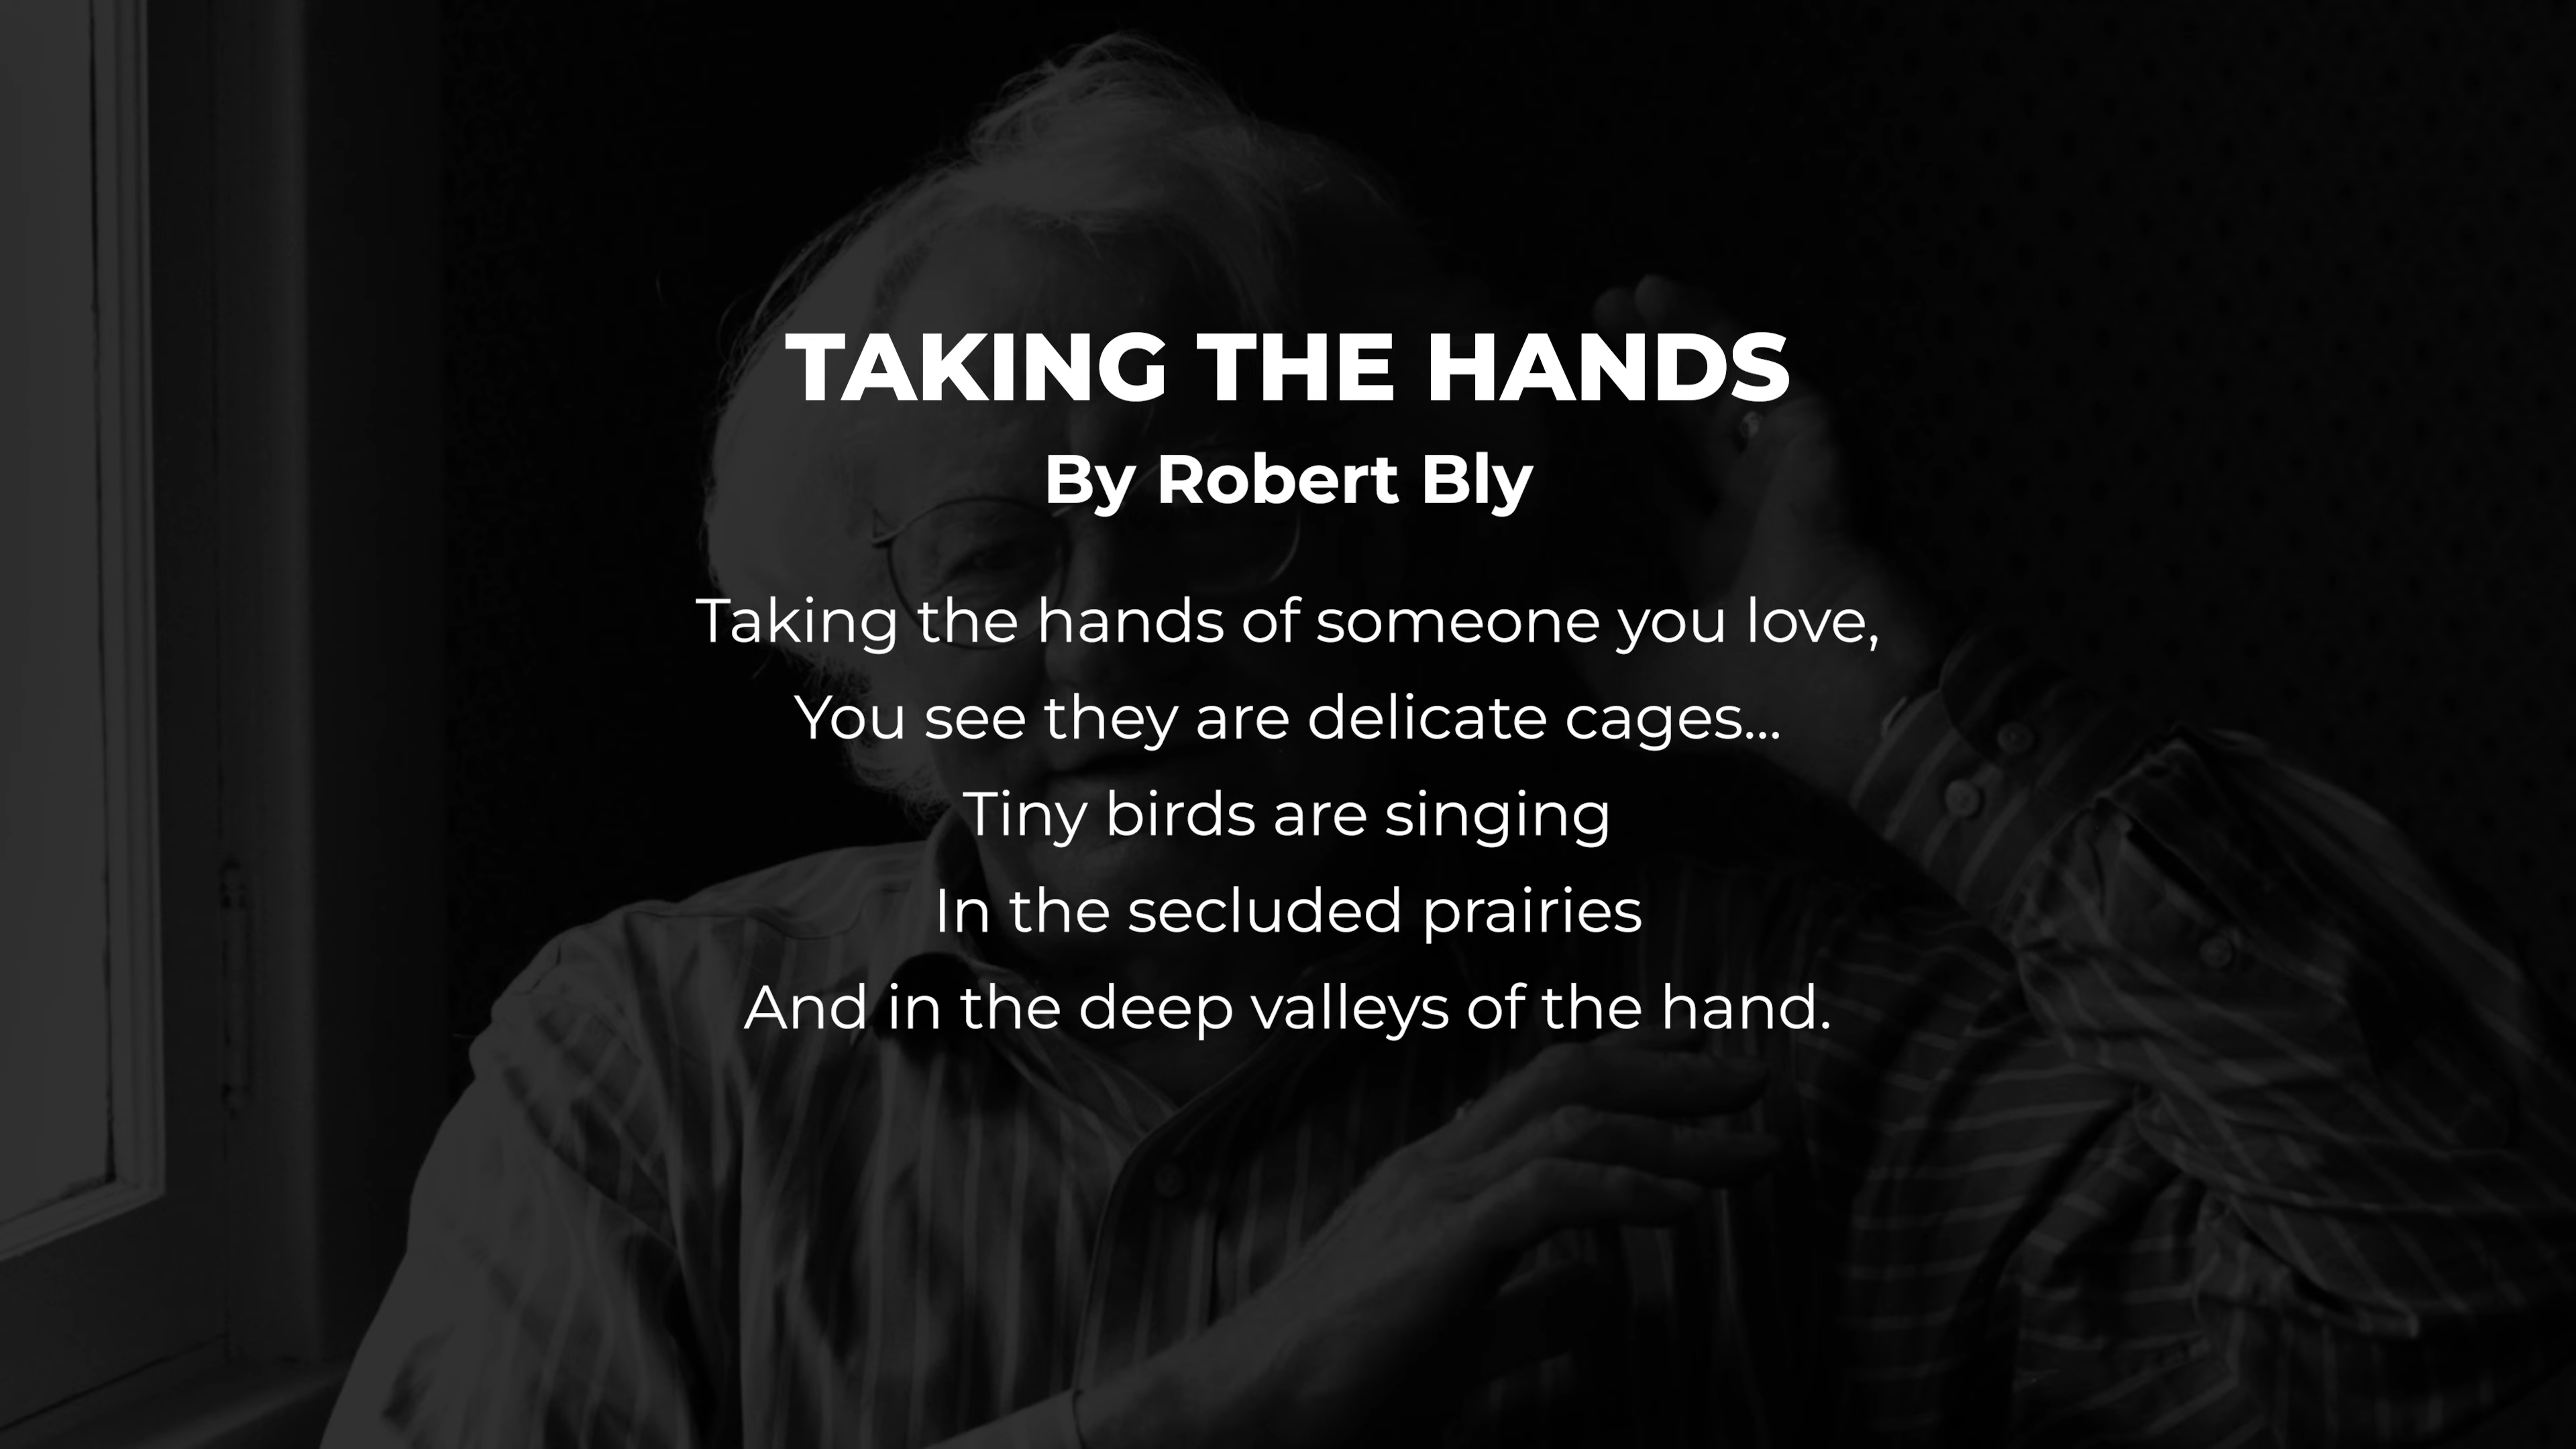 TAKING THE HANDS
By Robert Bly
Taking the hands of someone you love,
You see they are delicate cages...
Tiny birds are singing
In the secluded prairies
And in the deep valleys of the hand.